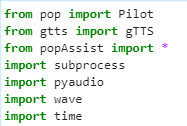 from pop import Pilot
from gtts import gTTS
from popAssist import *
import subprocess
import pyaudio
import wave
import time